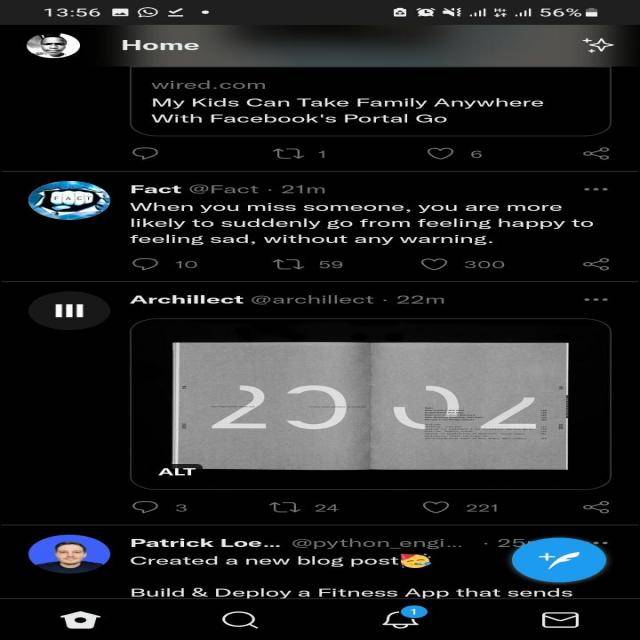 13:56 56%
Home
wired.com
My Kids Can Take Family Anywhere
With Facebook's Portal Go
1 6
FACT
Fact @Fact · 21m
When you miss someone, you are more
likely to suddenly go from feeling happy to
feeling sad, without any warning.
10 59 300
Archillect @archillect · 22m
ALT
3 24 221
Patrick Loe... @python_engi... · 25
Created a new blog post
Build & Deploy a Fitness App that sends
1